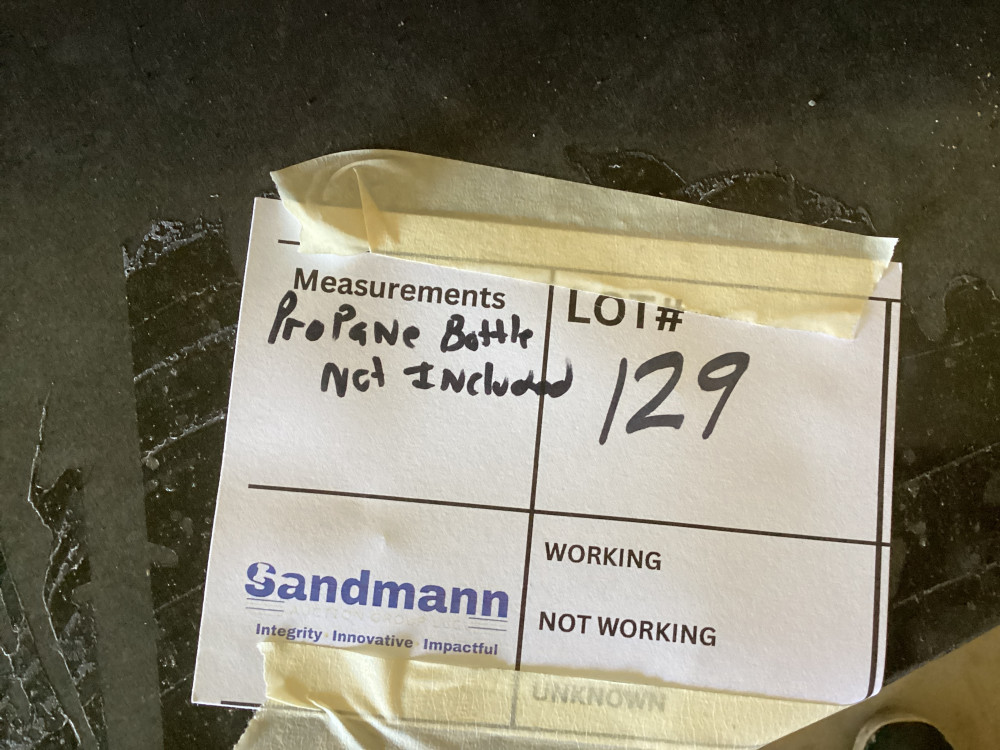 Measurements
Propane Bottle
Not Included
LOT#
129
Sandmann
Integrity Innovative Impactful
WORKING
NOT WORKING
UNKNOWN